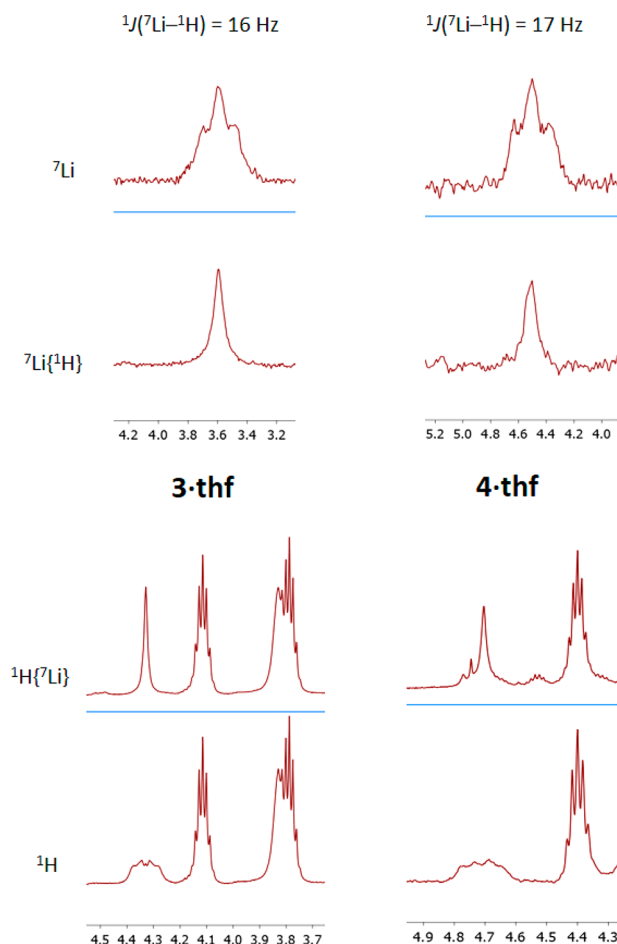 ¹J(⁷Li–¹H) = 16 Hz
¹J(⁷Li–¹H) = 17 Hz
⁷Li
⁷Li{¹H}
4.2 4.0 3.8 3.6 3.4 3.2
5.2 5.0 4.8 4.6 4.4 4.2 4.0
3·thf
4·thf
¹H{⁷Li}
¹H
4.5 4.4 4.3 4.2 4.1 4.0 3.9 3.8 3.7
4.9 4.8 4.7 4.6 4.5 4.4 4.3